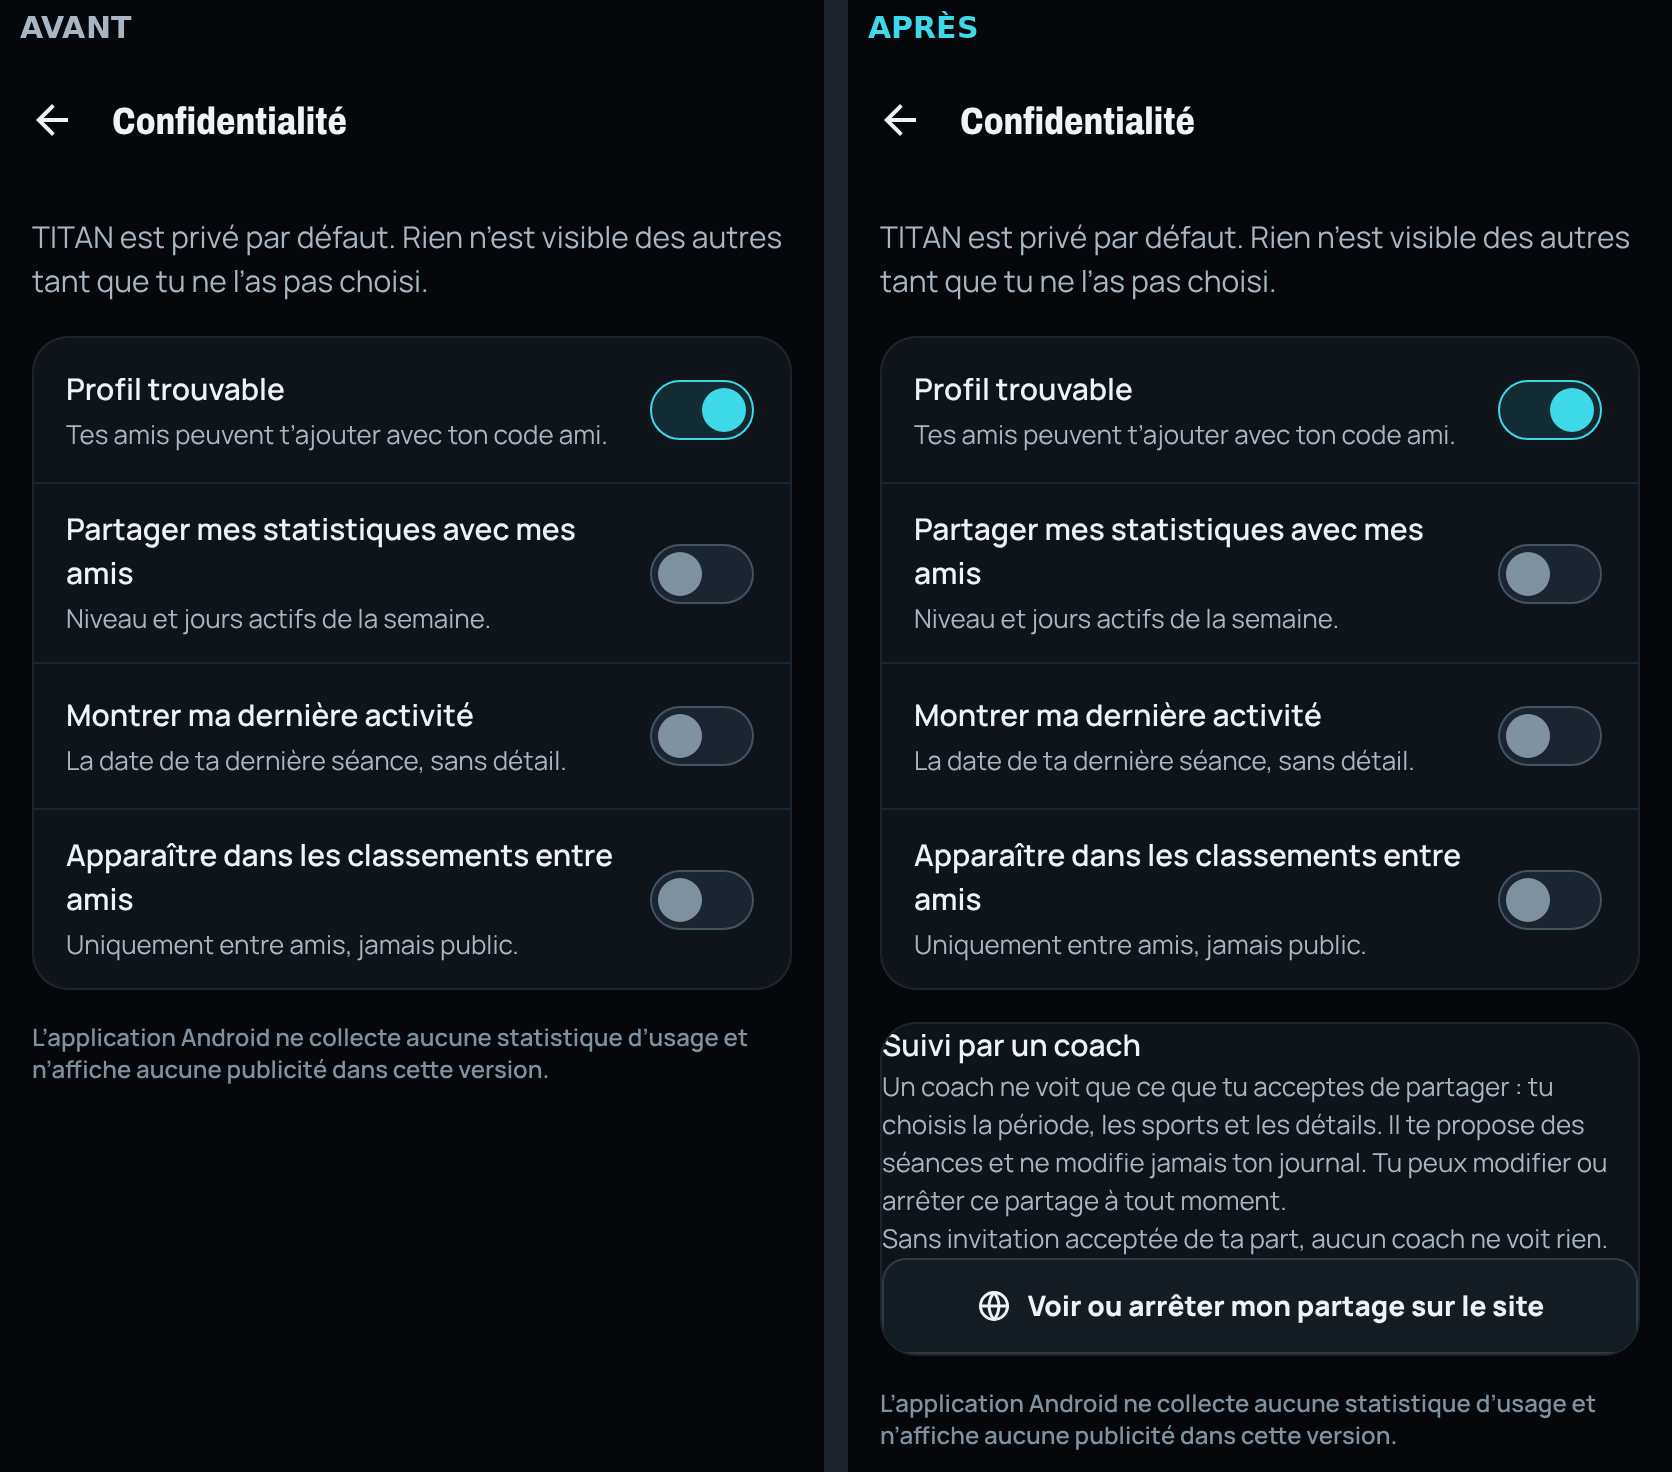 AVANT
Confidentialité
TITAN est privé par défaut. Rien n’est visible des autres
tant que tu ne l’as pas choisi.
Profil trouvable
Tes amis peuvent t’ajouter avec ton code ami.
Partager mes statistiques avec mes
amis
Niveau et jours actifs de la semaine.
Montrer ma dernière activité
La date de ta dernière séance, sans détail.
Apparaître dans les classements entre
amis
Uniquement entre amis, jamais public.
L’application Android ne collecte aucune statistique d’usage et
n’affiche aucune publicité dans cette version.
APRÈS
Confidentialité
TITAN est privé par défaut. Rien n’est visible des autres
tant que tu ne l’as pas choisi.
Profil trouvable
Tes amis peuvent t’ajouter avec ton code ami.
Partager mes statistiques avec mes
amis
Niveau et jours actifs de la semaine.
Montrer ma dernière activité
La date de ta dernière séance, sans détail.
Apparaître dans les classements entre
amis
Uniquement entre amis, jamais public.
Suivi par un coach
Un coach ne voit que ce que tu acceptes de partager : tu
choisis la période, les sports et les détails. Il te propose des
séances et ne modifie jamais ton journal. Tu peux modifier ou
arrêter ce partage à tout moment.
Sans invitation acceptée de ta part, aucun coach ne voit rien.
Voir ou arrêter mon partage sur le site
L’application Android ne collecte aucune statistique d’usage et
n’affiche aucune publicité dans cette version.